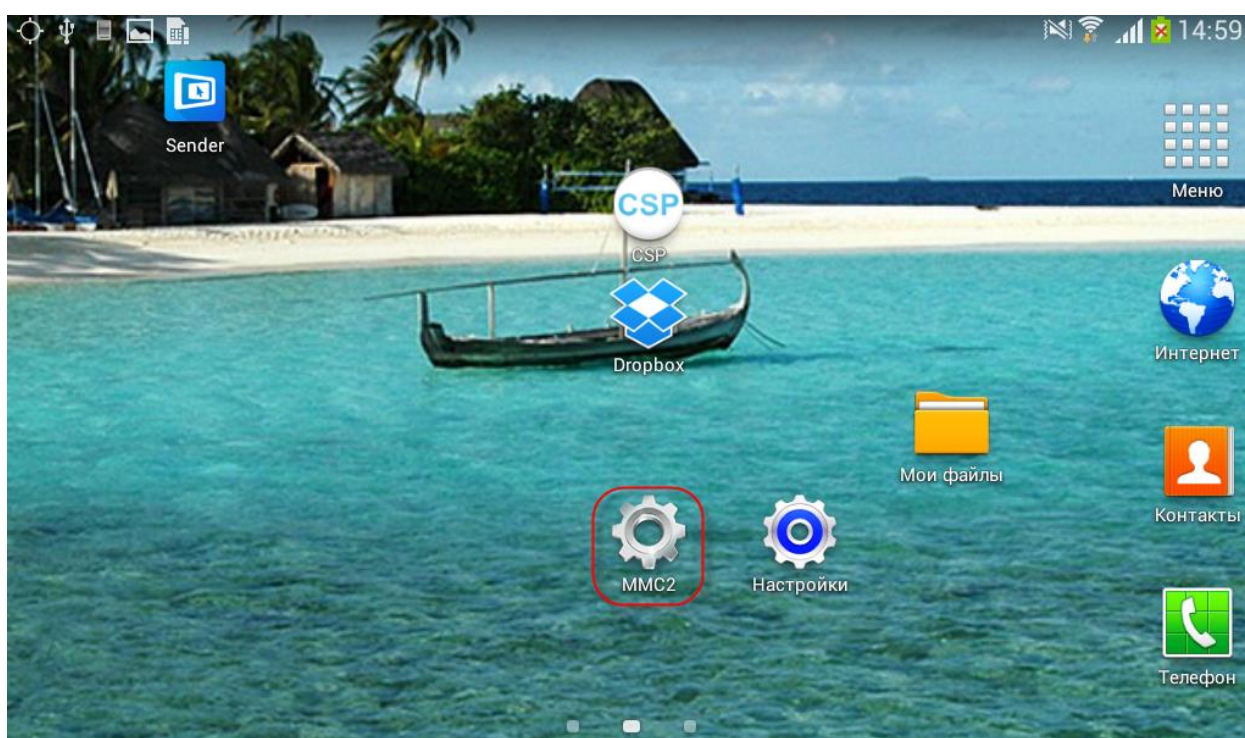 14:59
Sender
Меню
CSP
CSP
Dropbox
Интернет
Мои файлы
Контакты
MMC2
Настройки
Телефон